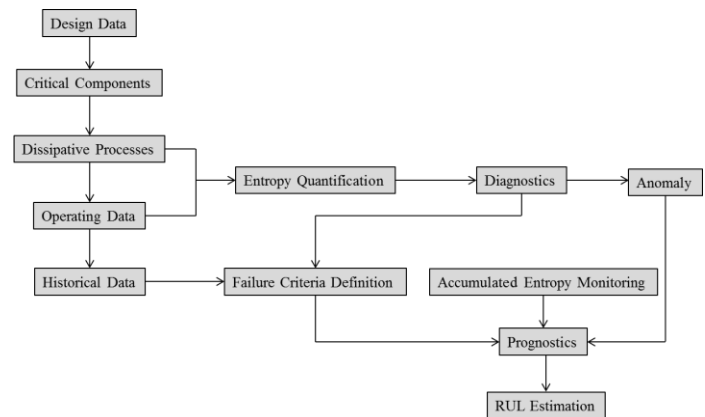 Design Data
Critical Components
Dissipative Processes
Entropy Quantification
Diagnostics
Anomaly
Operating Data
Historical Data
Failure Criteria Definition
Accumulated Entropy Monitoring
Prognostics
RUL Estimation